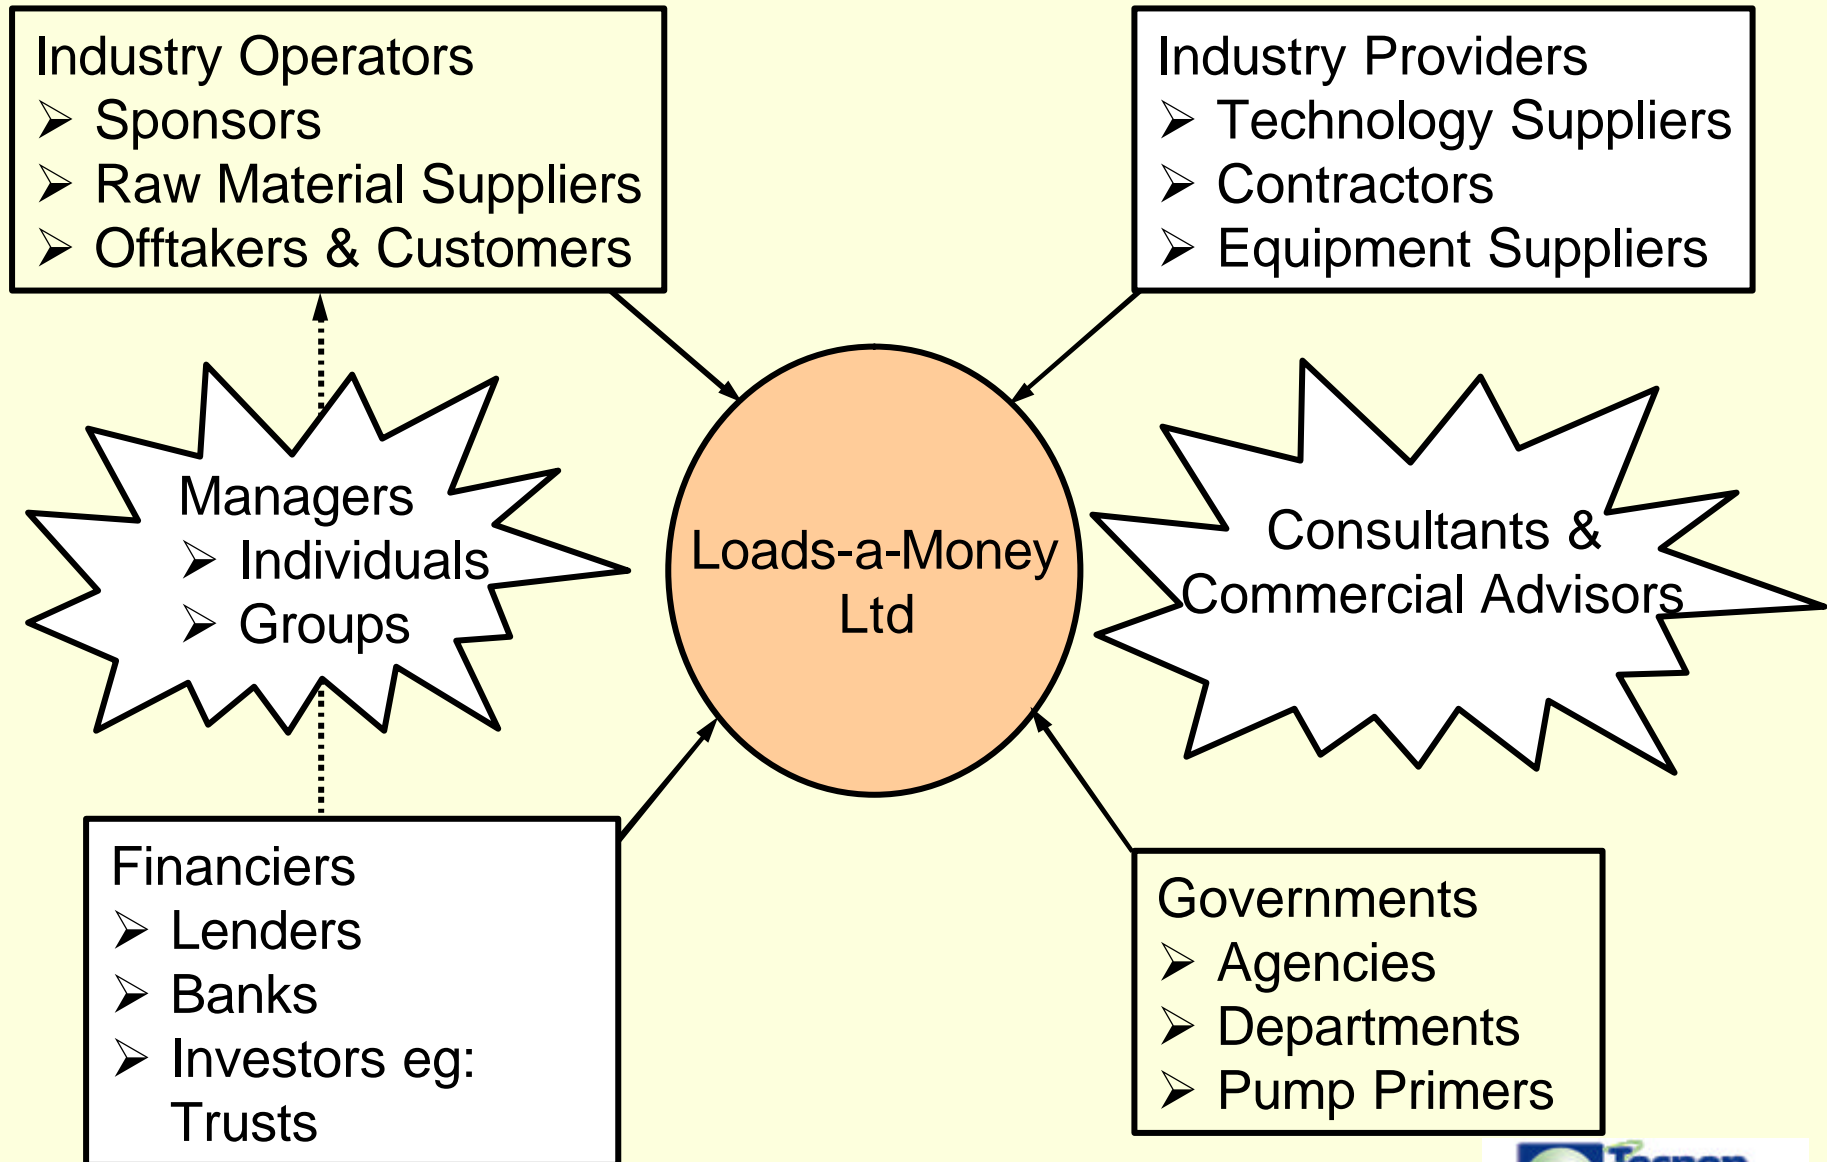 Industry Operators
➢ Sponsors
➢ Raw Material Suppliers
➢ Offtakers & Customers
Industry Providers
➢ Technology Suppliers
➢ Contractors
➢ Equipment Suppliers
Managers
➢ Individuals
➢ Groups
Loads-a-Money
Ltd
Consultants &
Commercial Advisors
Financiers
➢ Lenders
➢ Banks
➢ Investors eg:
Trusts
Governments
➢ Agencies
➢ Departments
➢ Pump Primers